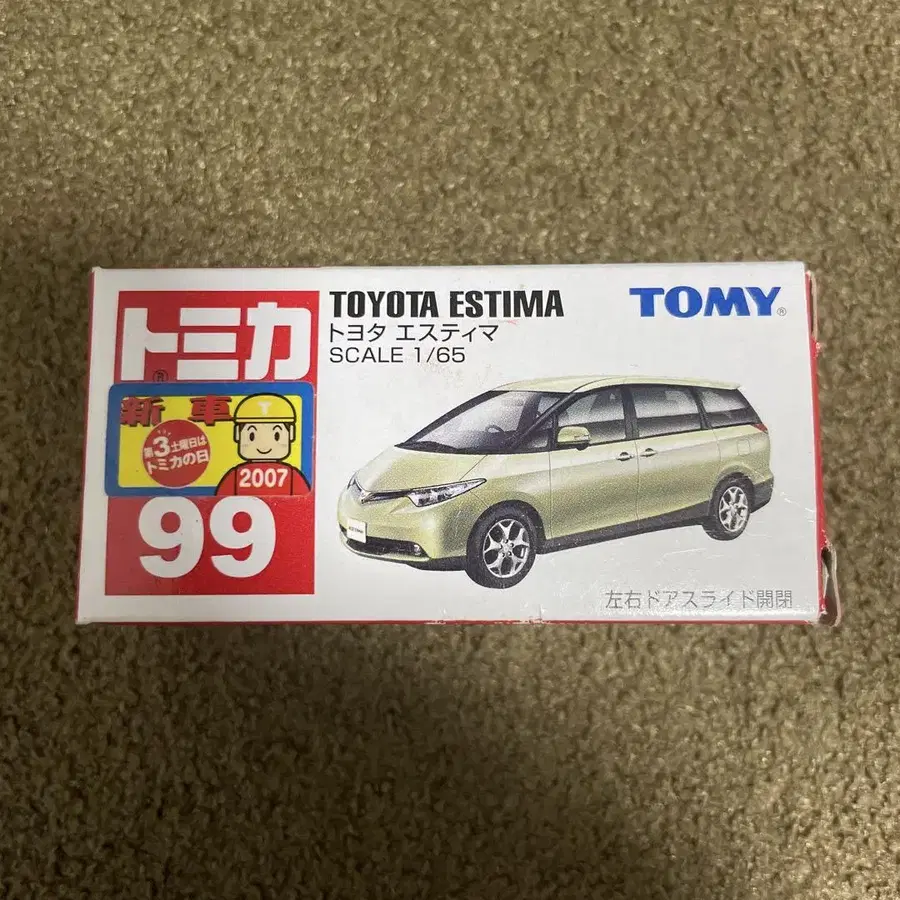 トミカ
®
新車
第3土曜日は
トミカの日
T
2007
99
TOYOTA ESTIMA
トヨタ エスティマ
SCALE 1/65
TOMY®
左右ドアスライド開閉